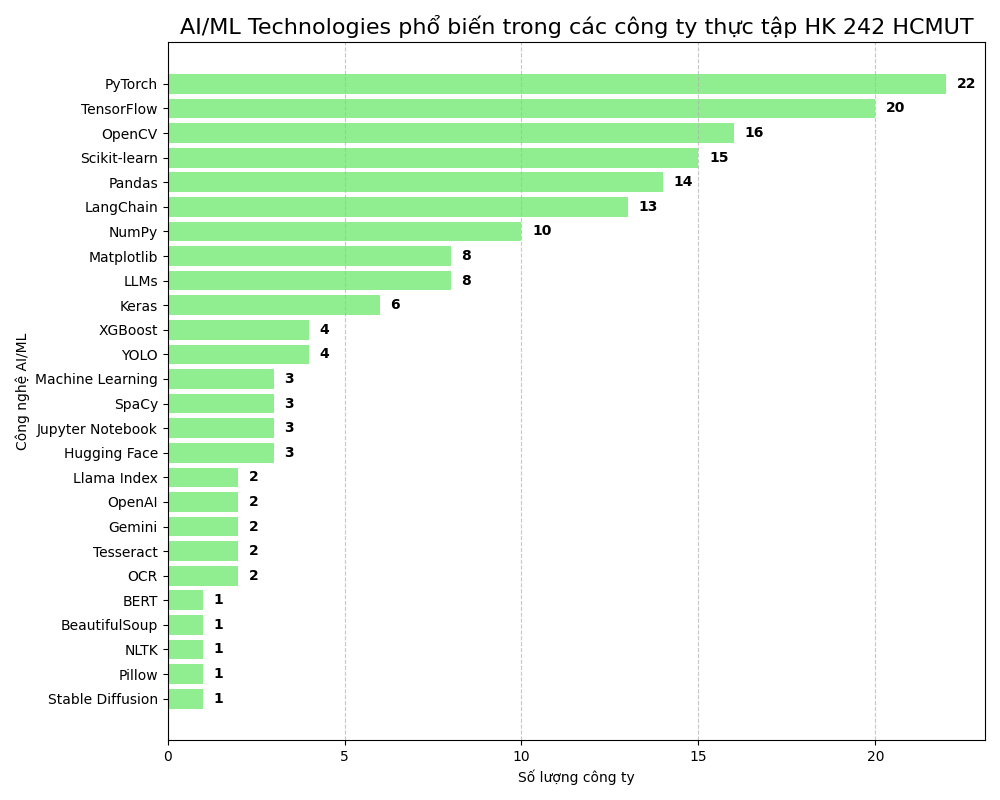 AI/ML Technologies phổ biến trong các công ty thực tập HK 242 HCMUT
Công nghệ AI/ML
PyTorch 22
TensorFlow 20
OpenCV 16
Scikit-learn 15
Pandas 14
LangChain 13
NumPy 10
Matplotlib 8
LLMs 8
Keras 6
XGBoost 4
YOLO 4
Machine Learning 3
SpaCy 3
Jupyter Notebook 3
Hugging Face 3
Llama Index 2
OpenAI 2
Gemini 2
Tesseract 2
OCR 2
BERT 1
BeautifulSoup 1
NLTK 1
Pillow 1
Stable Diffusion 1
0 5 10 15 20
Số lượng công ty